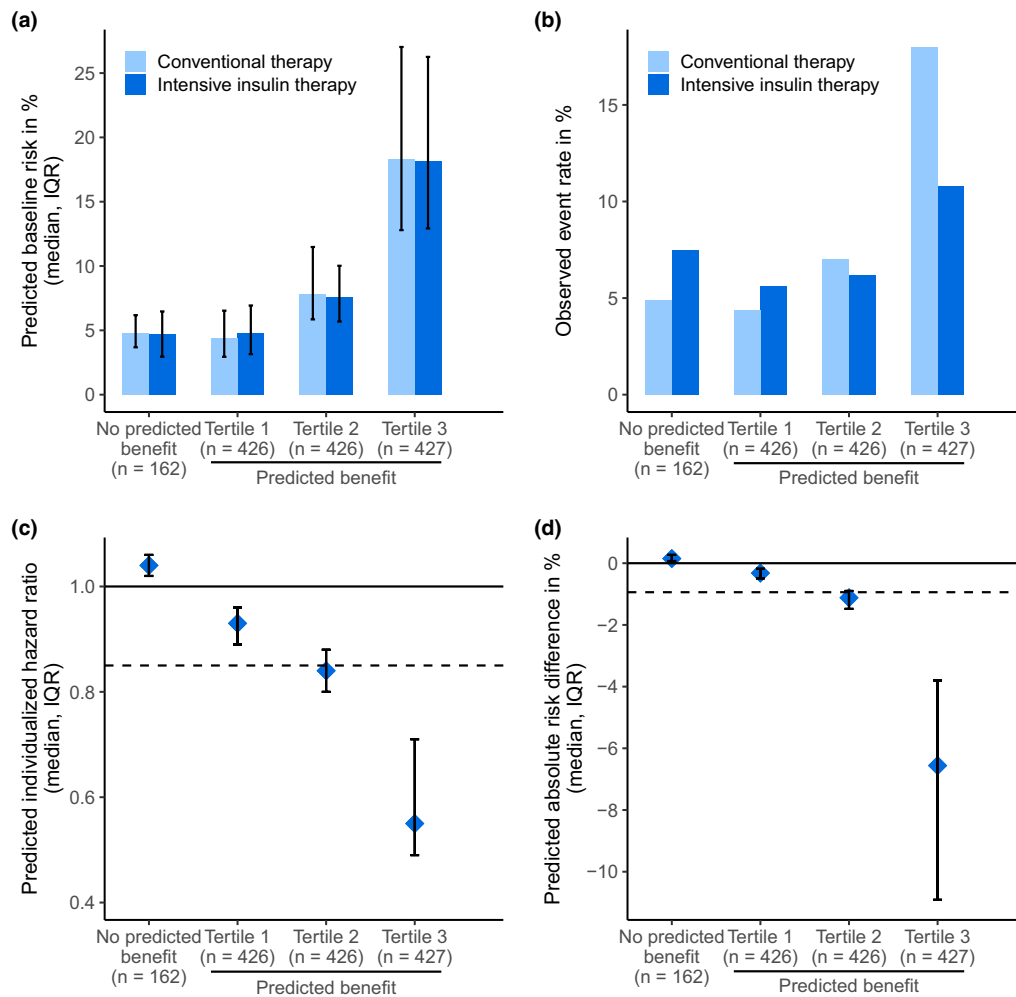 (a)
Predicted baseline risk in %
(median, IQR)
25
20
15
10
5
0
Conventional therapy
Intensive insulin therapy
No predicted
benefit
(n = 162)
Tertile 1
(n = 426)
Tertile 2
(n = 426)
Tertile 3
(n = 427)
Predicted benefit
(b)
Observed event rate in %
15
10
5
0
Conventional therapy
Intensive insulin therapy
No predicted
benefit
(n = 162)
Tertile 1
(n = 426)
Tertile 2
(n = 426)
Tertile 3
(n = 427)
Predicted benefit
(c)
Predicted individualized hazard ratio
(median, IQR)
1.0
0.8
0.6
0.4
No predicted
benefit
(n = 162)
Tertile 1
(n = 426)
Tertile 2
(n = 426)
Tertile 3
(n = 427)
Predicted benefit
(d)
Predicted absolute risk difference in %
(median, IQR)
0
−2
−4
−6
−8
−10
No predicted
benefit
(n = 162)
Tertile 1
(n = 426)
Tertile 2
(n = 426)
Tertile 3
(n = 427)
Predicted benefit